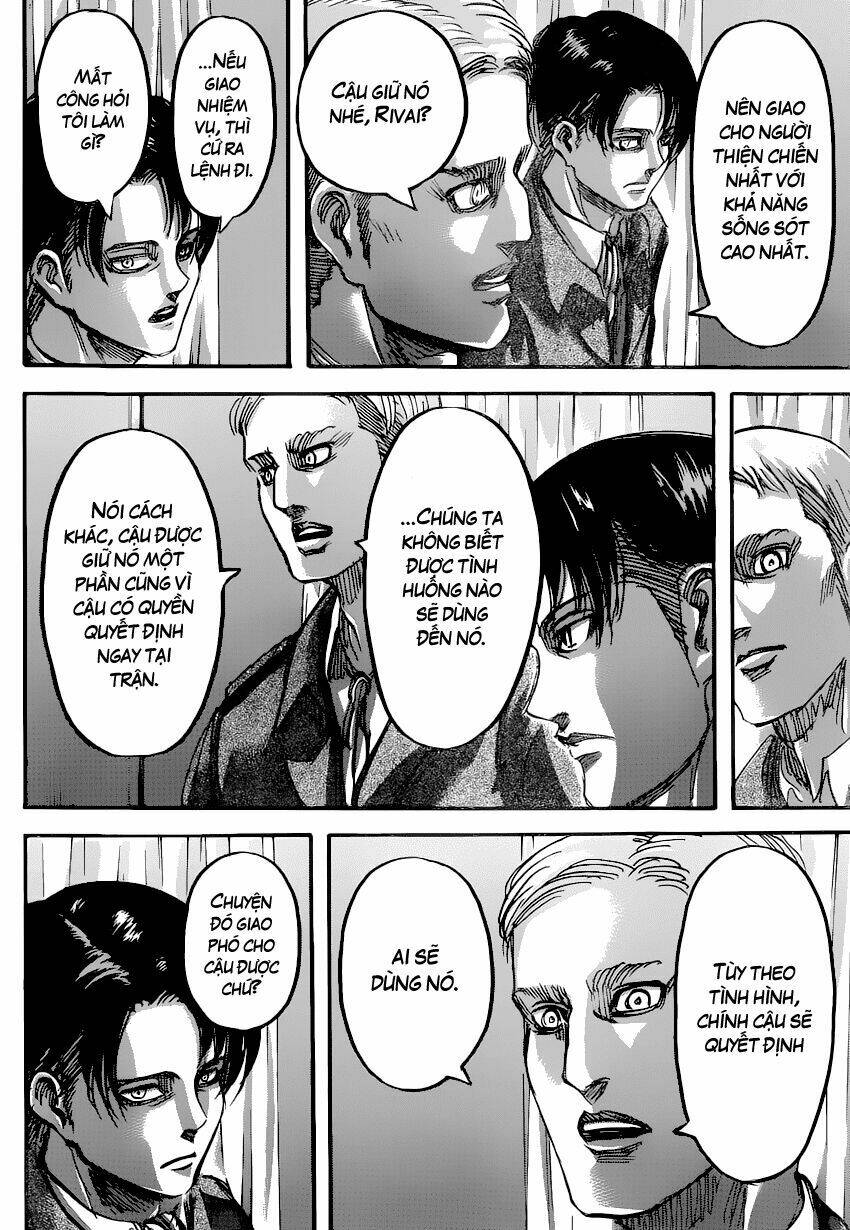 NÊN GIAO
CHO NGƯỜI
THIỆN CHIẾN
NHẤT VỚI
KHẢ NĂNG
SỐNG SÓT
CAO NHẤT.
CẬU GIỮ NÓ
NHÉ, RIVAI?
...NẾU
GIAO
NHIỆM
VỤ, THÌ
CỨ RA
LỆNH ĐI.
MẤT
CÔNG HỎI
TÔI LÀM
GÌ?
...CHÚNG TA
KHÔNG BIẾT
ĐƯỢC TÌNH
HUỐNG NÀO
SẼ DÙNG
ĐẾN NÓ.
NÓI CÁCH
KHÁC, CẬU ĐƯỢC
GIỮ NÓ MỘT
PHẦN CŨNG VÌ
CẬU CÓ QUYỀN
QUYẾT ĐỊNH
NGAY TẠI
TRẬN.
TÙY THEO
TÌNH HÌNH,
CHÍNH CẬU SẼ
QUYẾT ĐỊNH
AI SẼ
DÙNG NÓ.
CHUYỆN
ĐÓ GIAO
PHÓ CHO
CẬU ĐƯỢC
CHỨ?